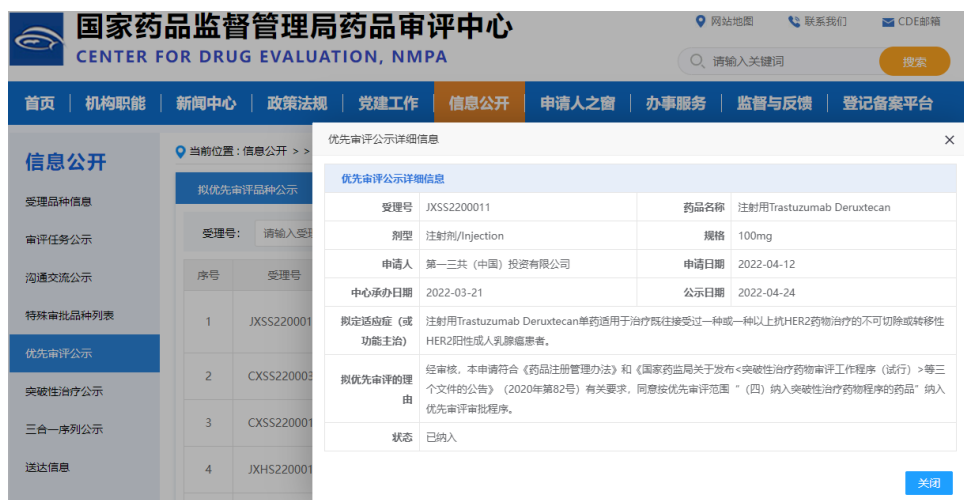 国家药品监督管理局药品审评中心
CENTER FOR DRUG EVALUATION, NMPA
网站地图 联系我们 CDE邮箱
请输入关键词 搜索
首页 机构职能 新闻中心 政策法规 党建工作 信息公开 申请人之窗 办事服务 监督与反馈 登记备案平台
信息公开
受理品种信息
审评任务公示
沟通交流公示
特殊审批品种列表
优先审评公示
突破性治疗公示
三合一序列公示
送达信息
当前位置:信息公开 > >
拟优先审评品种公示
受理号: 请输入受
序号 受理号
1 JXSS220001
2 CXSS220003
3 CXSS220001
4 JXHS220001
优先审评公示详细信息
优先审评公示详细信息
受理号 JXSS2200011 药品名称 注射用Trastuzumab Deruxtecan
剂型 注射剂/Injection 规格 100mg
申请人 第一三共（中国）投资有限公司 申请日期 2022-04-12
中心承办日期 2022-03-21 公示日期 2022-04-24
拟定适应症（或功能主治） 注射用Trastuzumab Deruxtecan单药适用于治疗既往接受过一种或一种以上抗HER2药物治疗的不可切除或转移性
HER2阳性成人乳腺癌患者。
拟优先审评的理由 经审核，本申请符合《药品注册管理办法》和《国家药监局关于发布<突破性治疗药物审评工作程序（试行）>等三
个文件的公告》（2020年第82号）有关要求，同意按优先审评范围“（四）纳入突破性治疗药物程序的药品”纳入
优先审评审批程序。
状态 已纳入
关闭